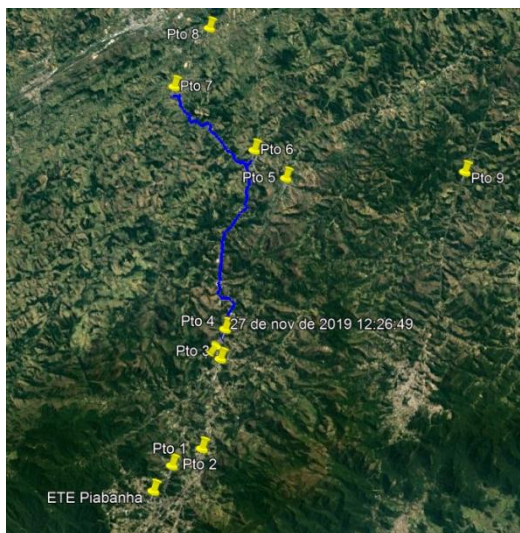 Pto 8
Pto 7
Pto 6
Pto 5
Pto 9
Pto 4
27 de nov de 2019 12:26:49
Pto 3
Pto 1
Pto 2
ETE Piabanha